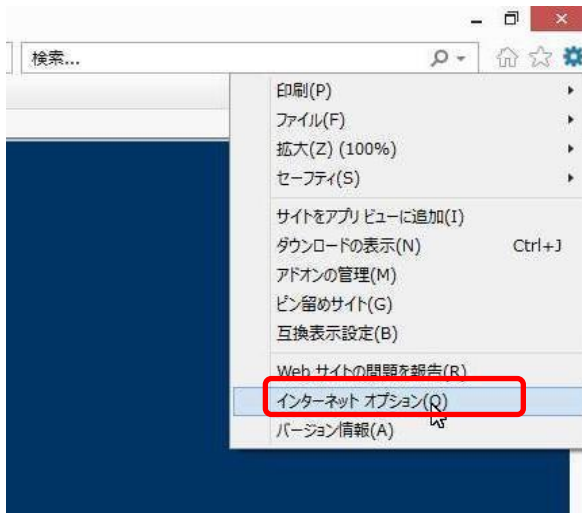 検索...
印刷(P)
ファイル(F)
拡大(Z) (100%)
セーフティ(S)
サイトをアプリ ビューに追加(I)
ダウンロードの表示(N) Ctrl+J
アドオンの管理(M)
ピン留めサイト(G)
互換表示設定(B)
Web サイトの問題を報告(R)
インターネット オプション(O)
バージョン情報(A)